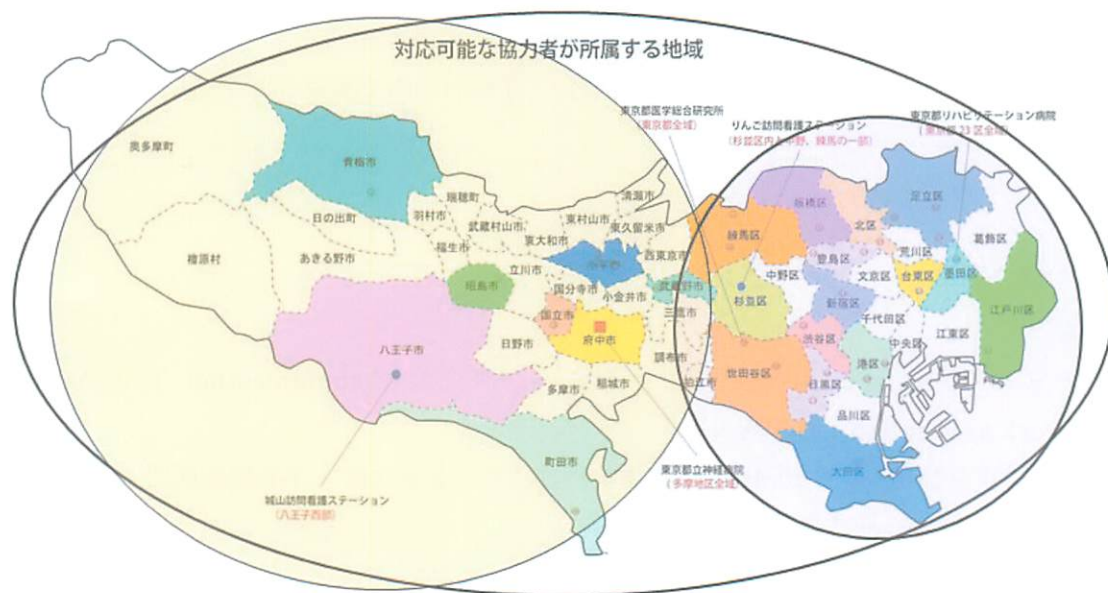 対応可能な協力者が所属する地域
東京都医学総合研究所
（東京都全域）
りんご訪問看護ステーション
（杉並区内と中野、練馬の一部）
東京都リハビリテーション病院
（東京都23区全域）
奥多摩町
青梅市
瑞穂町
清瀬市
日の出町
羽村市
武蔵村山市
東村山市
東久留米市
東大和市
福生市
檜原村
あきる野市
立川市
小平市
西東京市
昭島市
国分寺市
小金井市
武蔵野市
三鷹市
国立市
府中市
八王子市
日野市
調布市
狛江市
多摩市
稲城市
町田市
板橋区
足立区
北区
葛飾区
練馬区
豊島区
荒川区
文京区
台東区
墨田区
中野区
杉並区
新宿区
千代田区
江戸川区
江東区
中央区
渋谷区
港区
世田谷区
目黒区
品川区
大田区
城山訪問看護ステーション
（八王子西部）
東京都立神経病院
（多摩地区全域）